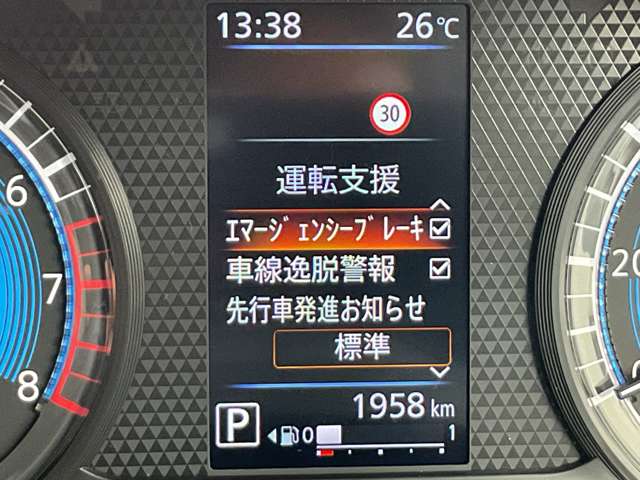 13:38 26℃
30
運転支援
ｴﾏｰｼﾞｪﾝｼｰﾌﾞﾚｰｷ
車線逸脱警報
先行車発進お知らせ
標準
1958 km
P 0 1
6
7
8
20